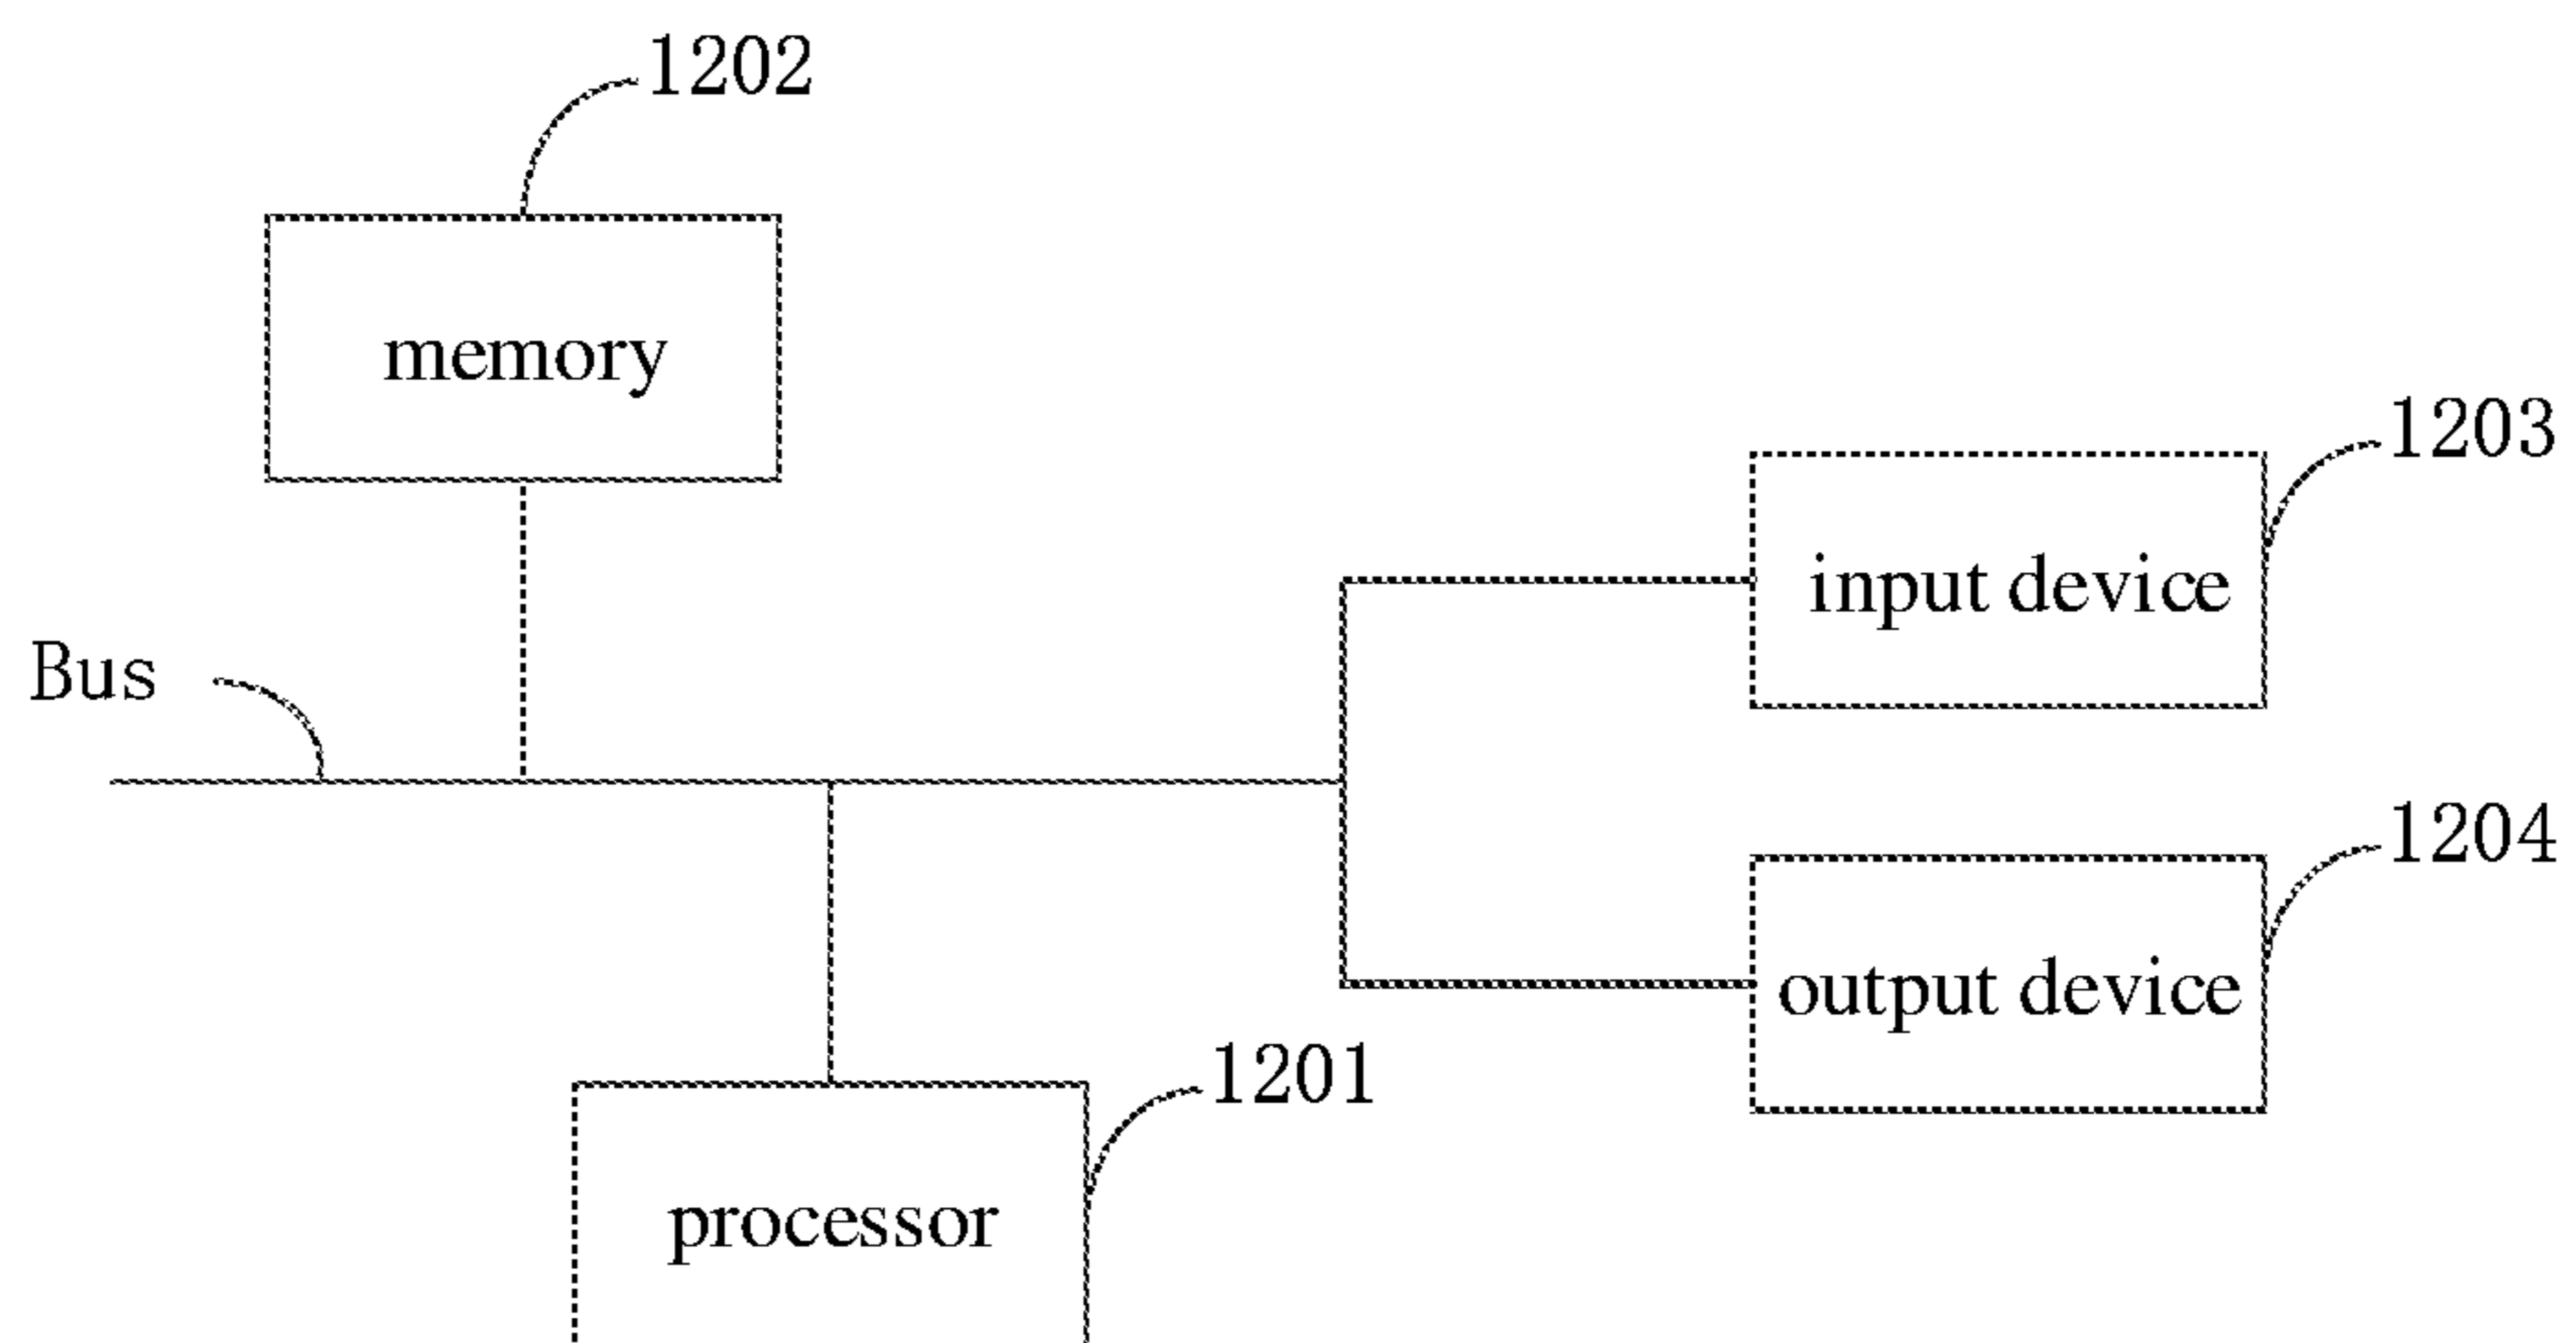 1202
memory
1203
input device
Bus
1204
output device
1201
processor